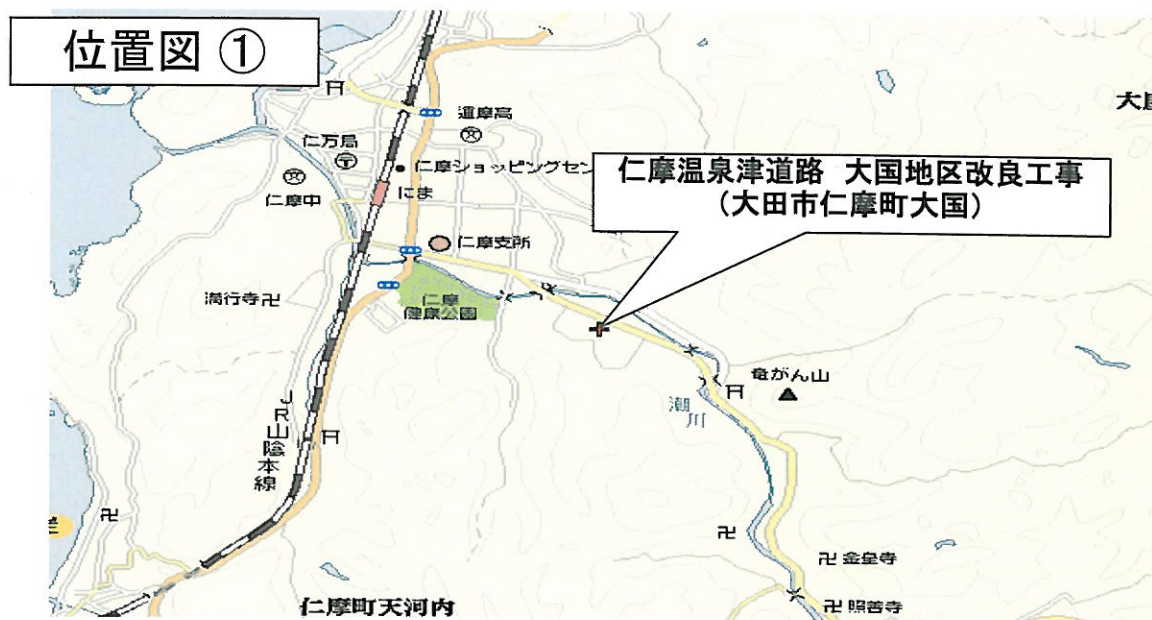 位置図 ①
大
邇摩高
仁万局
仁摩ショッピングセン
仁摩温泉津道路 大国地区改良工事
(大田市仁摩町大国)
仁摩中
にま
仁摩支所
満行寺
仁摩
健康公園
竜がん山
潮川
JR山陰本線
金皇寺
仁摩町天河内
照善寺